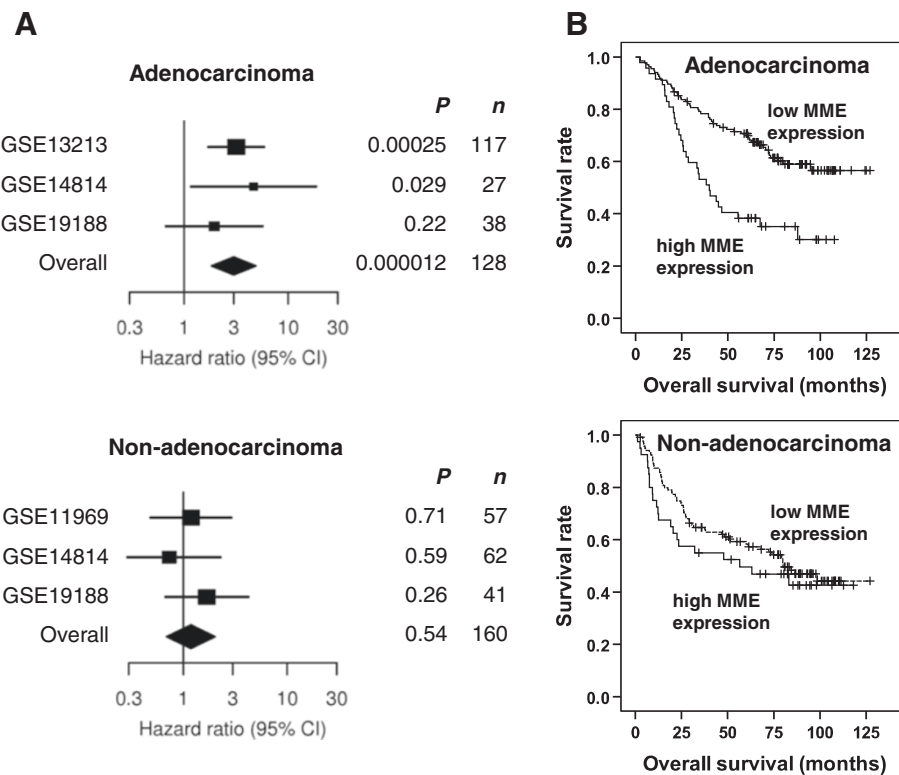 A
Adenocarcinoma
P n
GSE13213 0.00025 117
GSE14814 0.029 27
GSE19188 0.22 38
Overall 0.000012 128
0.3 1 3 10 30
Hazard ratio (95% CI)
Non-adenocarcinoma
P n
GSE11969 0.71 57
GSE14814 0.59 62
GSE19188 0.26 41
Overall 0.54 160
0.3 1 3 10 30
Hazard ratio (95% CI)
B
Adenocarcinoma
low MME
expression
high MME
expression
Survival rate
1.0
0.8
0.6
0.4
0.2
0.0
0 25 50 75 100 125
Overall survival (months)
Non-adenocarcinoma
low MME
expression
high MME
expression
Survival rate
1.0
0.8
0.6
0.4
0.2
0.0
0 25 50 75 100 125
Overall survival (months)